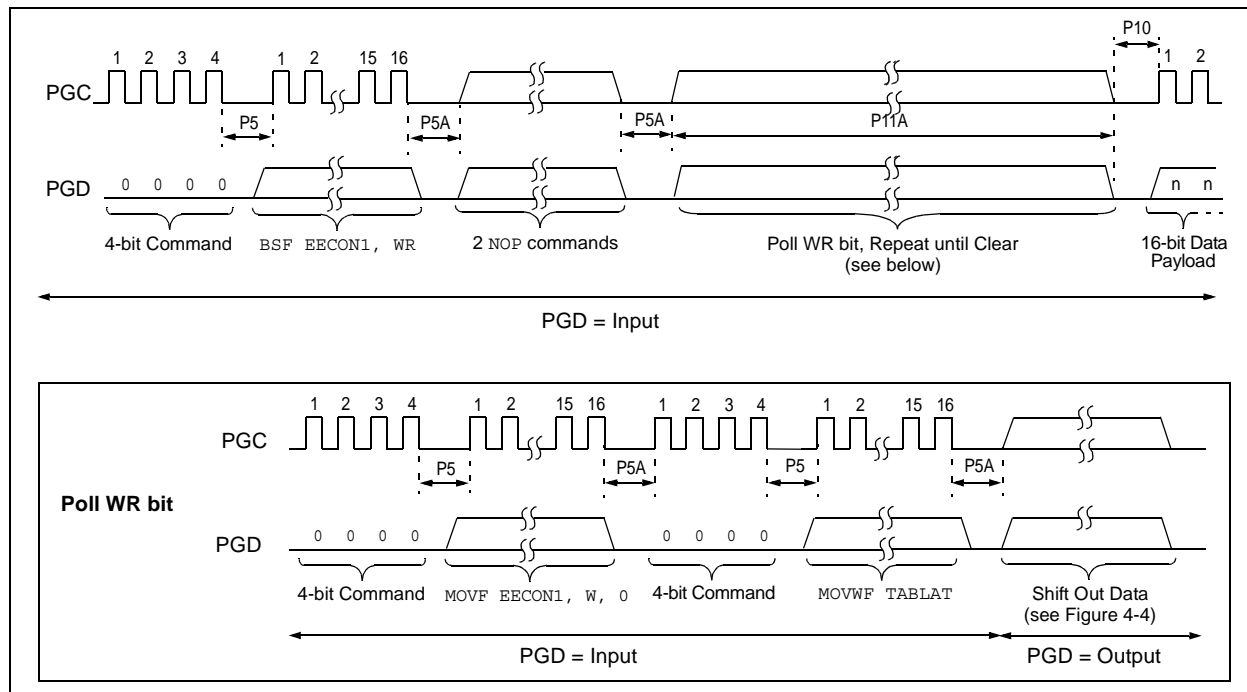 P10
1 2 3 4 1 2 15 16 1 2
PGC
P5 P5A P5A P11A
PGD
0 0 0 0 n n
4-bit Command
BSF EECON1, WR
2 NOP commands
Poll WR bit, Repeat until Clear
(see below)
16-bit Data
Payload
PGD = Input
1 2 3 4 1 2 15 16 1 2 3 4 1 2 15 16
PGC
P5 P5A P5 P5A
Poll WR bit
PGD
0 0 0 0 0 0 0 0
4-bit Command
MOVF EECON1, W, 0
4-bit Command
MOVWF TABLAT
Shift Out Data
(see Figure 4-4)
PGD = Input
PGD = Output